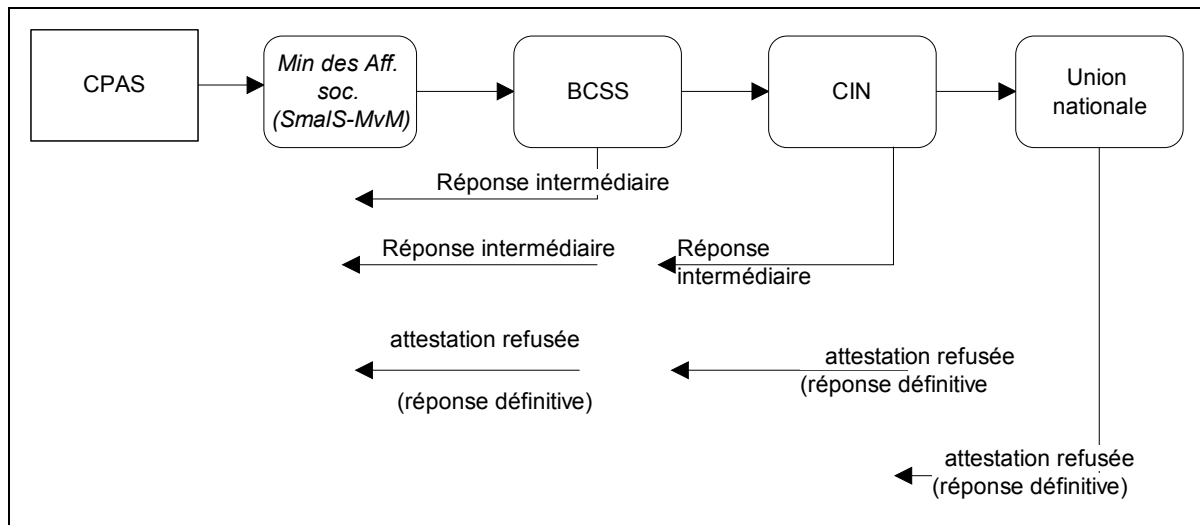 CPAS
Min des Aff.
soc.
(SmalS-MvM)
BCSS
CIN
Union
nationale
Réponse intermédiaire
Réponse intermédiaire
Réponse
intermédiaire
attestation refusée
(réponse définitive)
attestation refusée
(réponse définitive
attestation refusée
(réponse définitive)